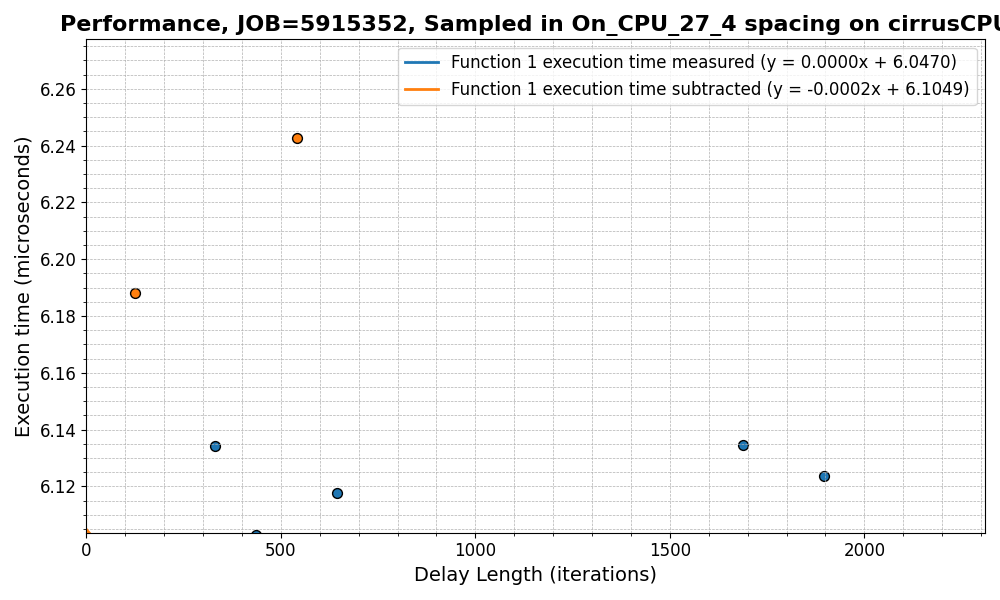 Performance, JOB=5915352, Sampled in On_CPU_27_4 spacing on cirrusCPU
Function 1 execution time measured (y = 0.0000x + 6.0470)
Function 1 execution time subtracted (y = -0.0002x + 6.1049)
Execution time (microseconds)
6.26
6.24
6.22
6.20
6.18
6.16
6.14
6.12
0 500 1000 1500 2000
Delay Length (iterations)